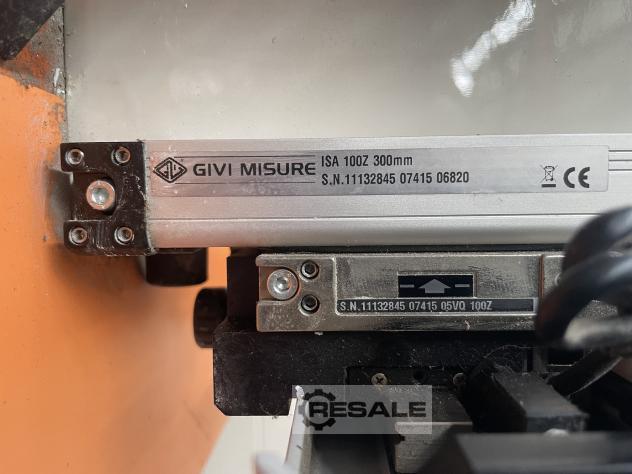 GIVI MISURE
ISA 100Z 300mm
S.N.11132845 07415 06820
CE
S.N.11132845 07415 05VQ 100Z
RESALE